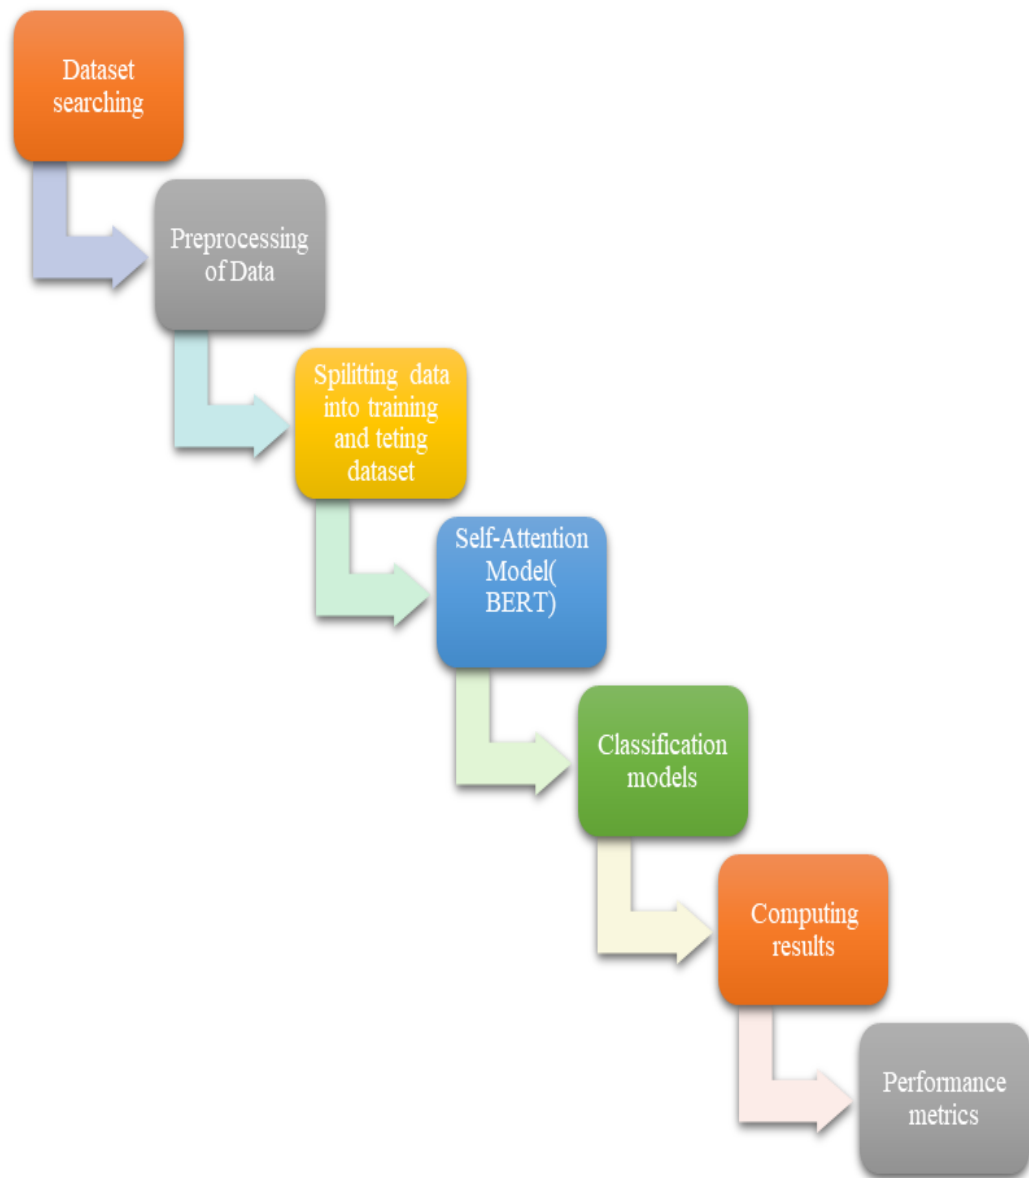 Dataset
searching
Preprocessing
of Data
Spilitting data
into training
and teting
dataset
Self-Attention
Model(
BERT)
Classification
models
Computing
results
Performance
metrics